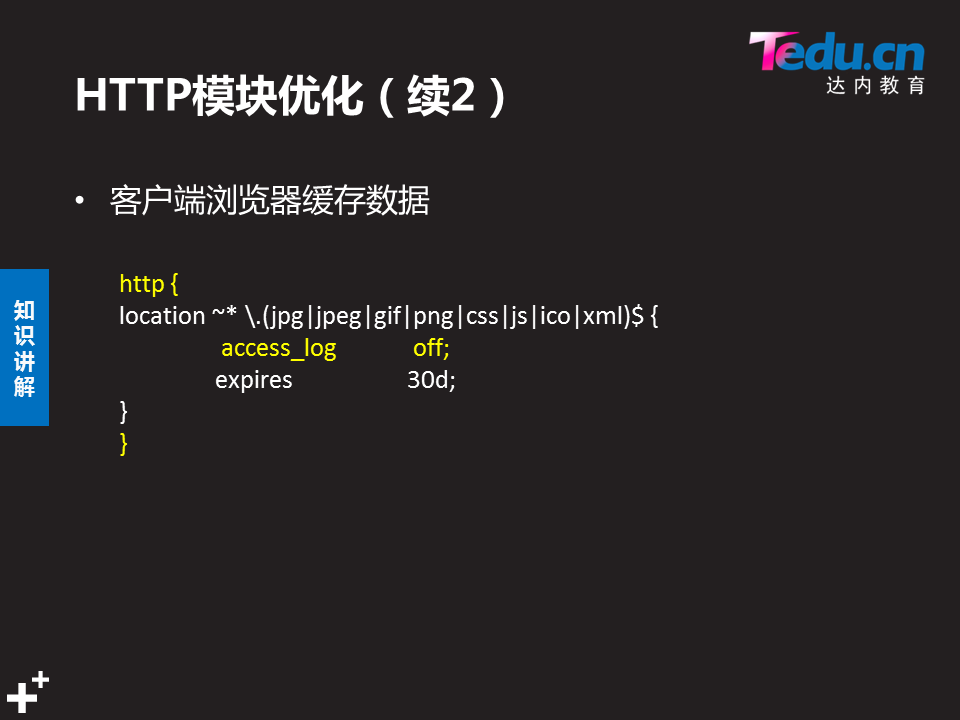 Tedu.cn
达内教育
HTTP模块优化（续2）
• 客户端浏览器缓存数据
http {
location ~* \.(jpg|jpeg|gif|png|css|js|ico|xml)$ {
access_log off;
expires 30d;
}
}
知
识
讲
解